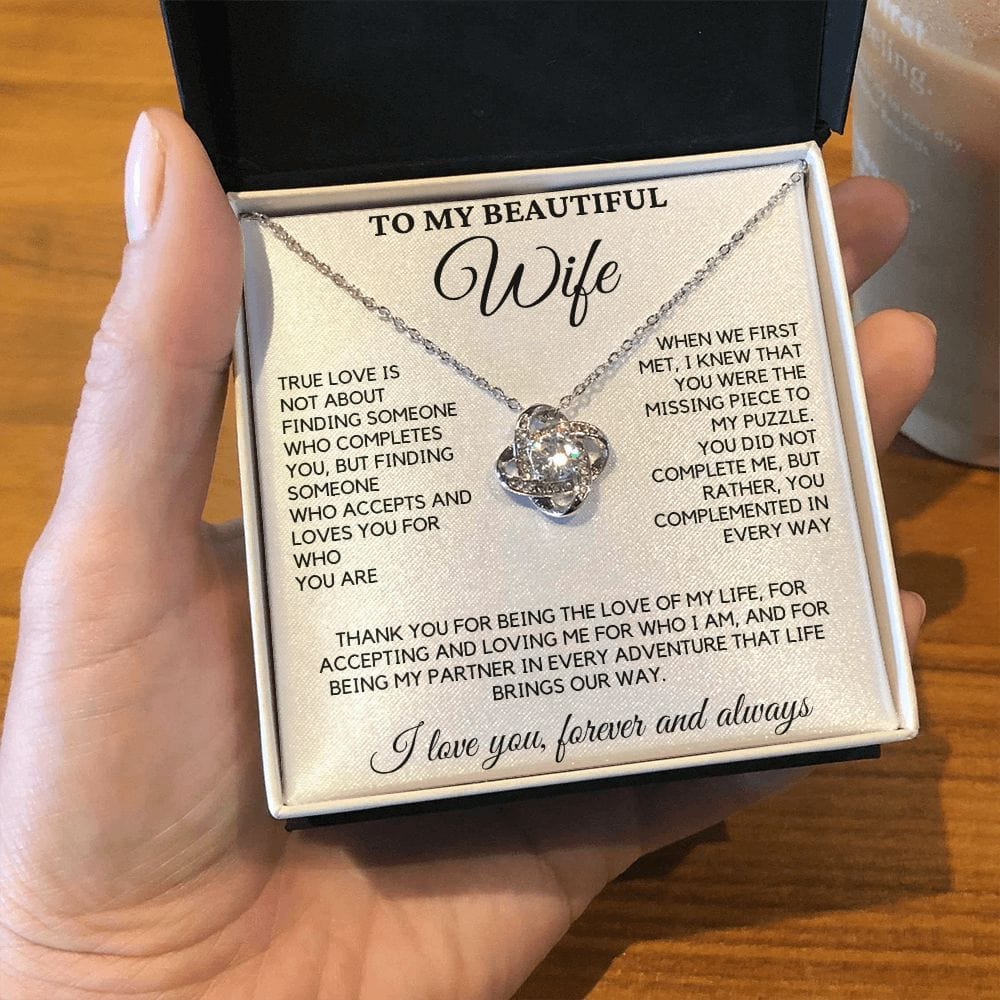 TO MY BEAUTIFUL
Wife
TRUE LOVE IS
NOT ABOUT
FINDING SOMEONE
WHO COMPLETES
YOU, BUT FINDING
SOMEONE
WHO ACCEPTS AND
LOVES YOU FOR
WHO
YOU ARE
WHEN WE FIRST
MET, I KNEW THAT
YOU WERE THE
MISSING PIECE TO
MY PUZZLE.
YOU DID NOT
COMPLETE ME, BUT
RATHER, YOU
COMPLEMENTED IN
EVERY WAY
THANK YOU FOR BEING THE LOVE OF MY LIFE, FOR
ACCEPTING AND LOVING ME FOR WHO I AM, AND FOR
BEING MY PARTNER IN EVERY ADVENTURE THAT LIFE
BRINGS OUR WAY.
I love you, forever and always